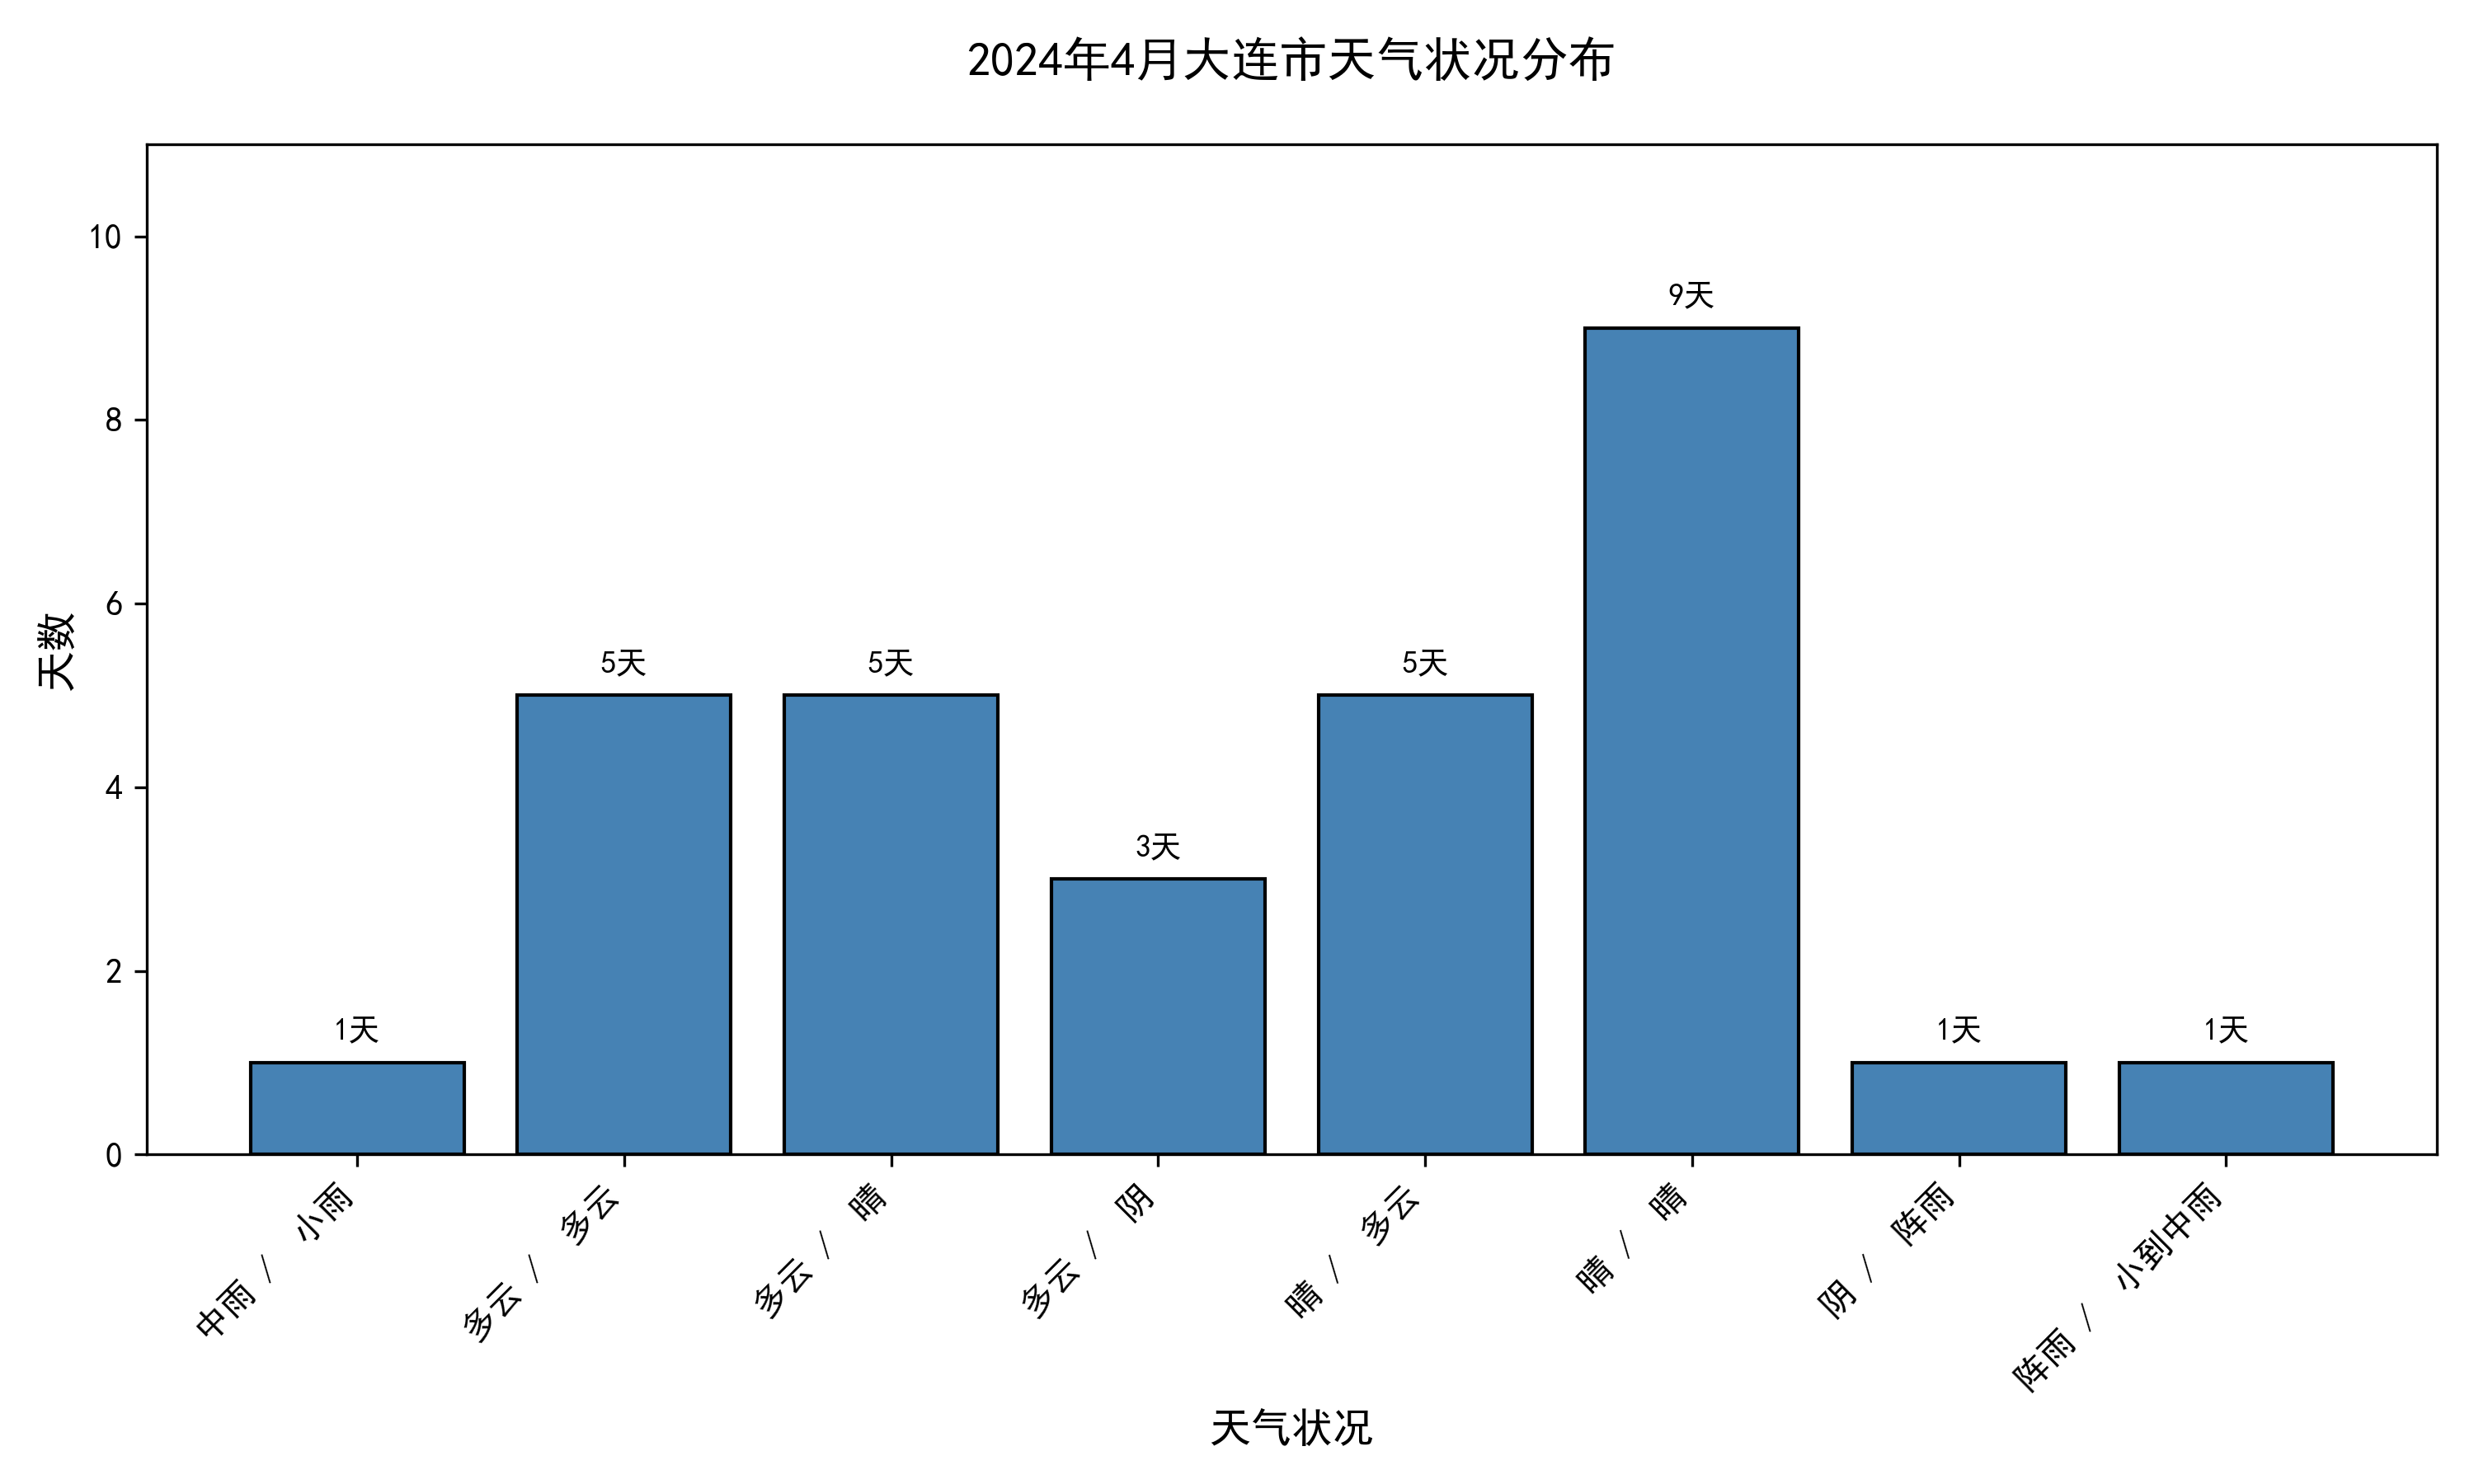 2024年4月大连市天气状况分布
天数
10
8
6
4
2
0
1天
5天
5天
3天
5天
9天
1天
1天
中雨 / 小雨
多云 / 多云
多云 / 晴
多云 / 阴
晴 / 多云
晴 / 晴
阴 / 阵雨
阵雨 / 小到中雨
天气状况